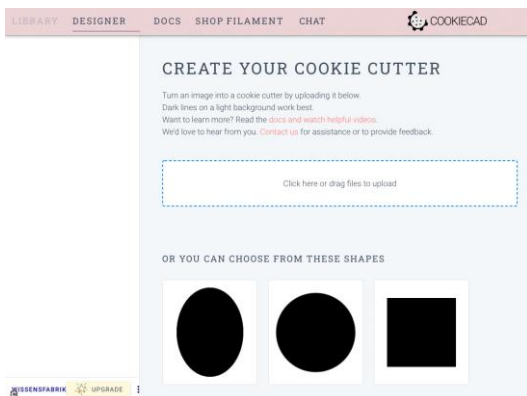 LIBRARY DESIGNER DOCS SHOP FILAMENT CHAT COOKIECAD
CREATE YOUR COOKIE CUTTER
Turn an image into a cookie cutter by uploading it below.
Dark lines on a light background work best.
Want to learn more? Read the docs and watch helpful videos.
We'd love to hear from you. Contact us for assistance or to provide feedback.
Click here or drag files to upload
OR YOU CAN CHOOSE FROM THESE SHAPES
WISSENSFABRIK UPGRADE